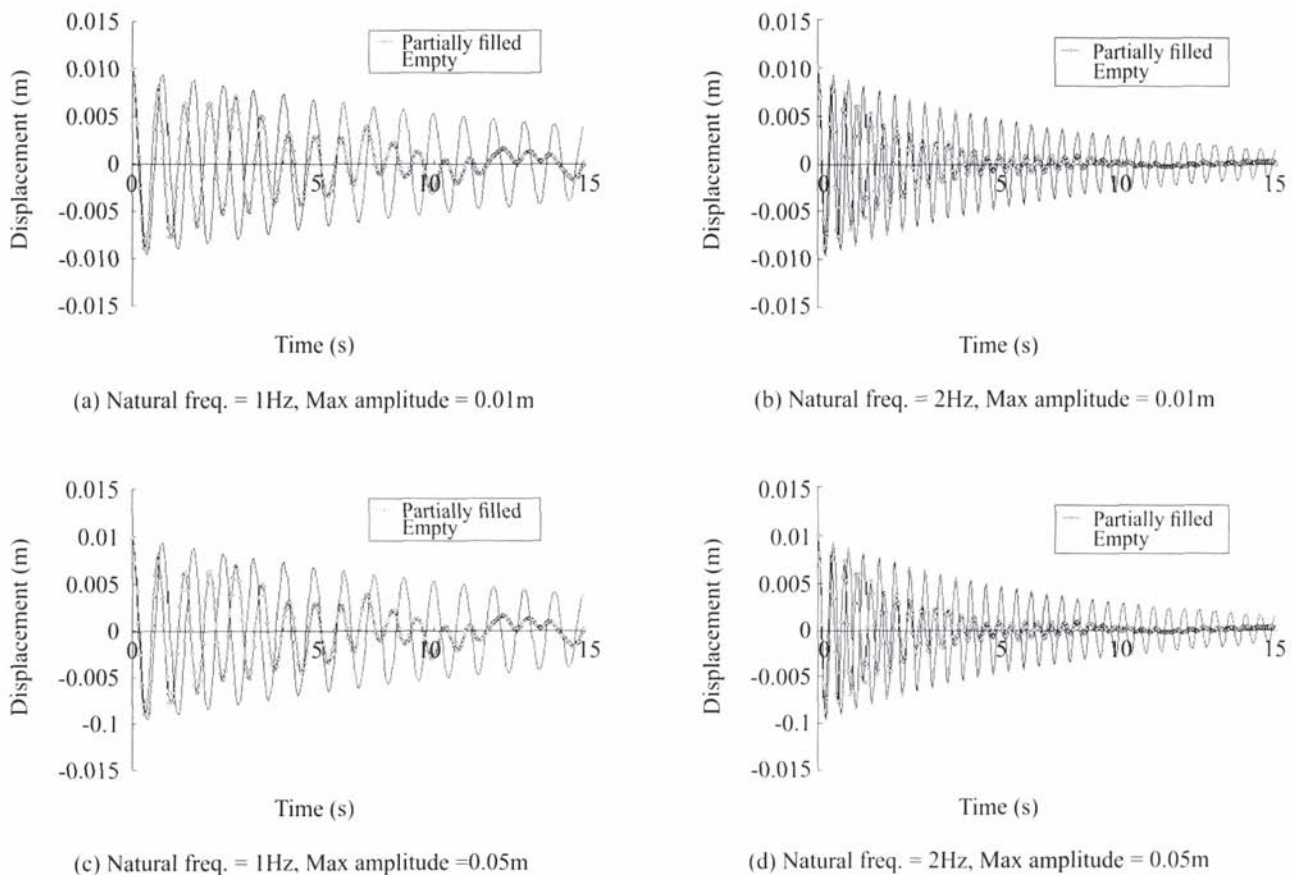 0.015
0.010
0.005
0
-0.005
-0.010
-0.015
Displacement (m)
Partially filled
Empty
0 5 10 15
Time (s)
(a) Natural freq. = 1Hz, Max amplitude = 0.01m
0.015
0.010
0.005
0
-0.005
-0.010
-0.015
Displacement (m)
Partially filled
Empty
0 5 10 15
Time (s)
(b) Natural freq. = 2Hz, Max amplitude = 0.01m
0.015
0.01
0.005
0
-0.005
-0.1
-0.015
Displacement (m)
Partially filled
Empty
0 5 10 15
Time (s)
(c) Natural freq. = 1Hz, Max amplitude =0.05m
0.015
0.01
0.005
0
-0.005
-0.1
-0.015
Displacement (m)
Partially filled
Empty
0 5 10 15
Time (s)
(d) Natural freq. = 2Hz, Max amplitude = 0.05m